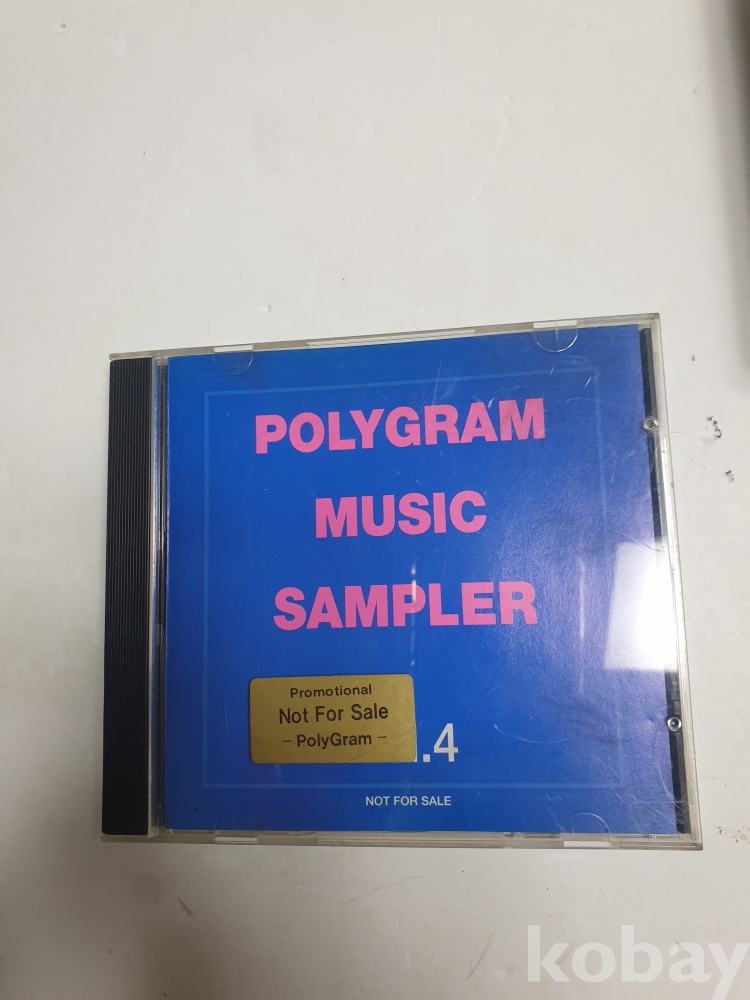 POLYGRAM
MUSIC
SAMPLER
Promotional
Not For Sale
- PolyGram -
.4
NOT FOR SALE
kobay